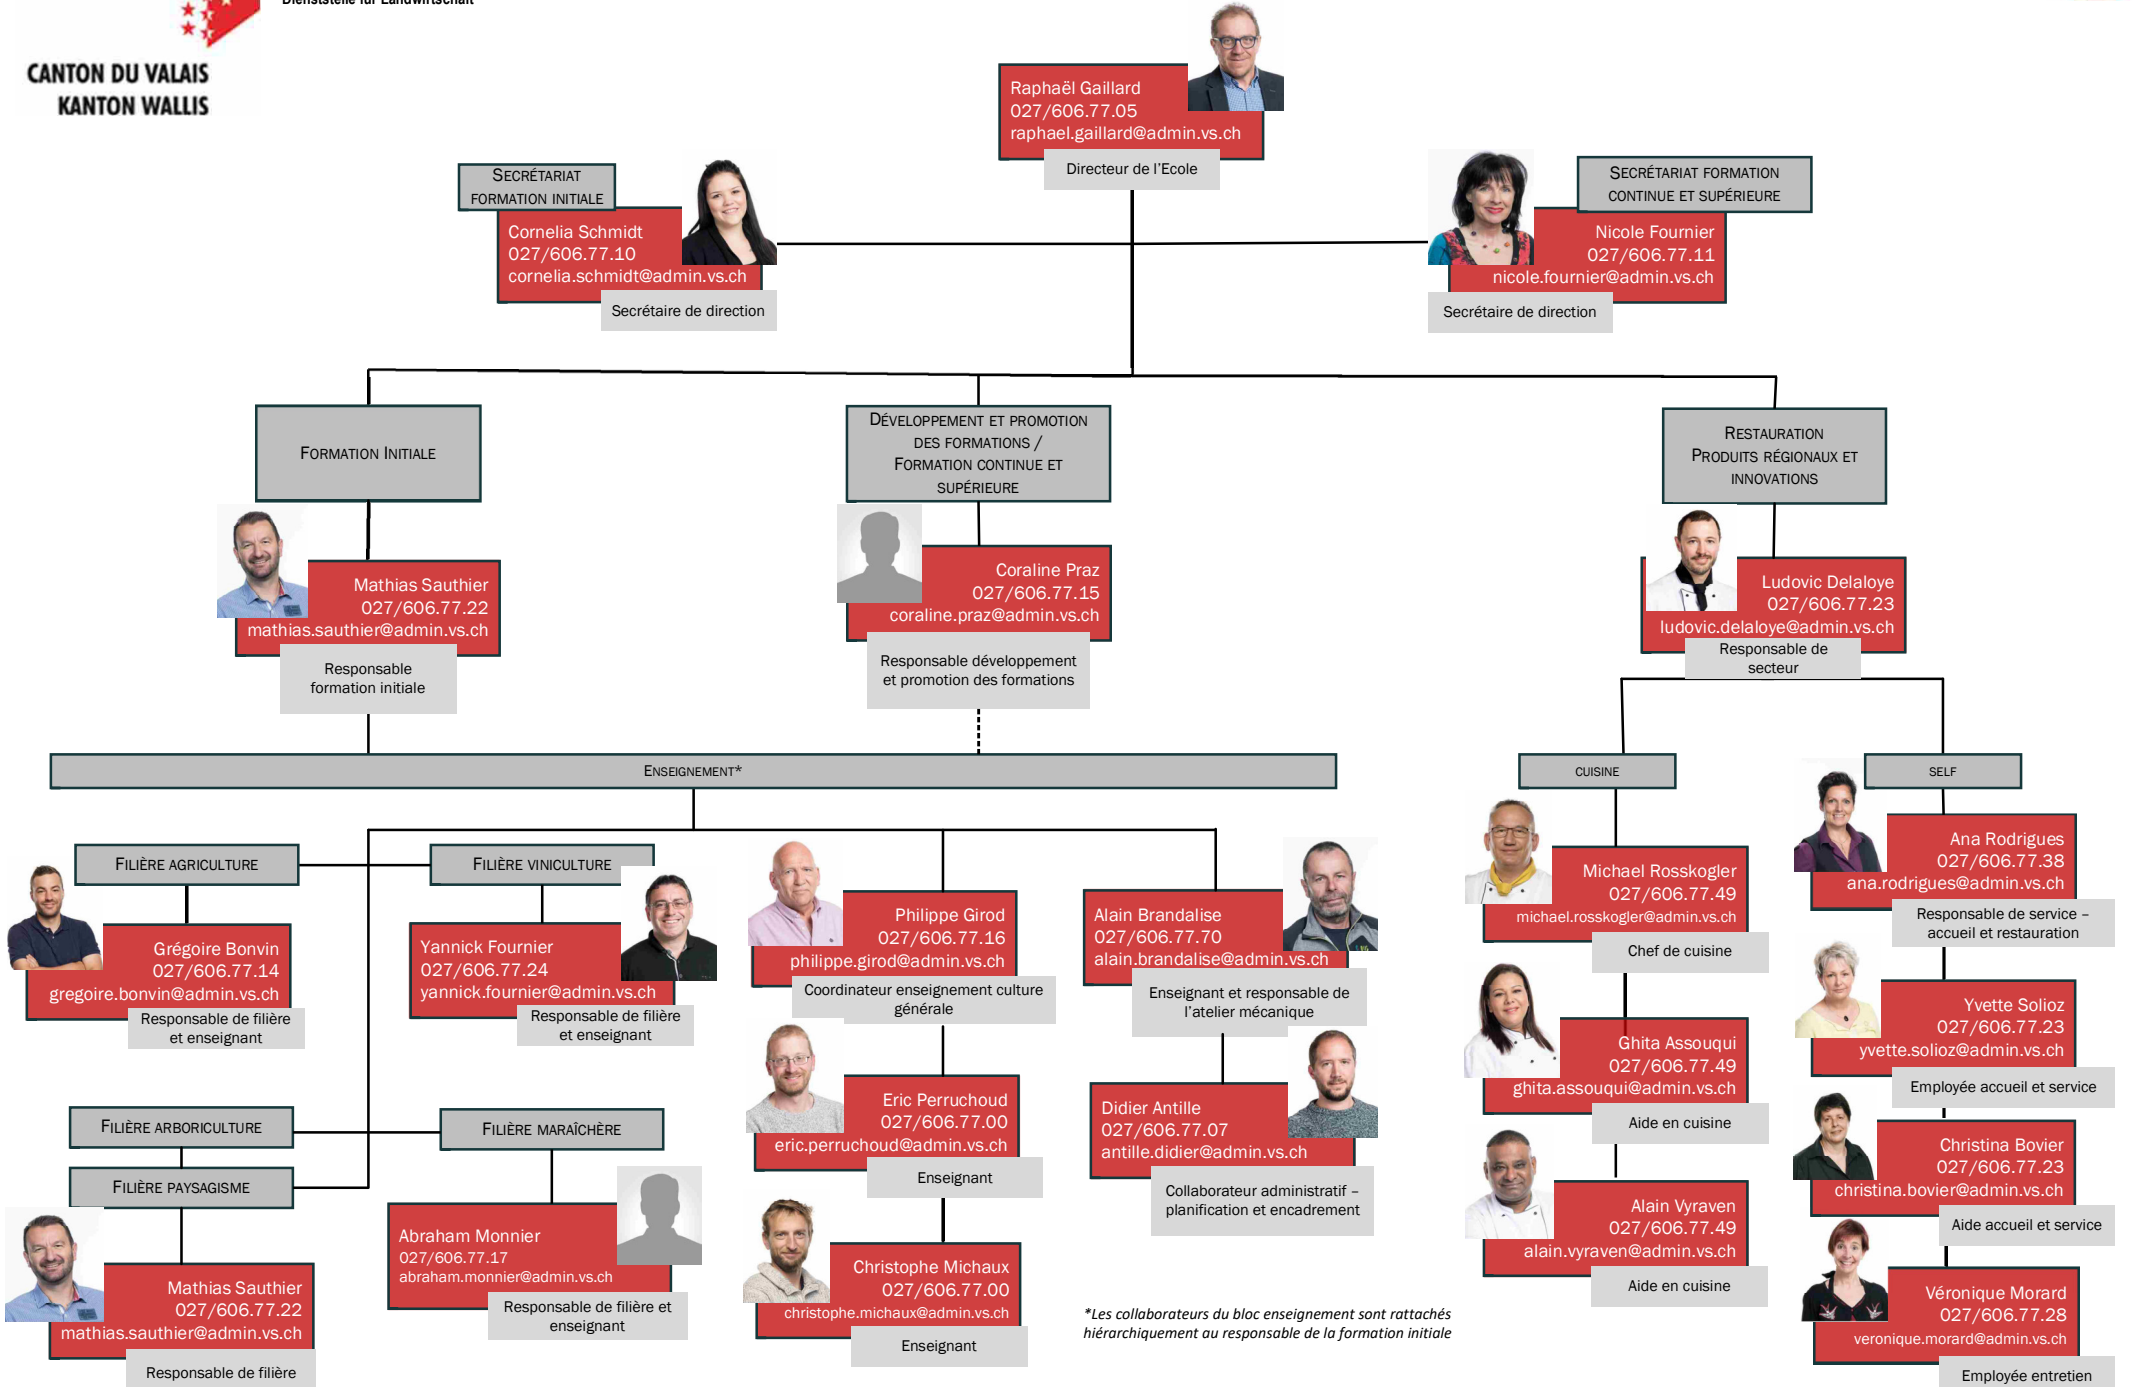 Dienststelle für Landwirtschaft
CANTON DU VALAIS
KANTON WALLIS
Raphaël Gaillard
027/606.77.05
raphael.gaillard@admin.vs.ch
Directeur de l'Ecole
SECRÉTARIAT
FORMATION INITIALE
Cornelia Schmidt
027/606.77.10
cornelia.schmidt@admin.vs.ch
Secrétaire de direction
SECRÉTARIAT FORMATION
CONTINUE ET SUPÉRIEURE
Nicole Fournier
027/606.77.11
nicole.fournier@admin.vs.ch
Secrétaire de direction
FORMATION INITIALE
Mathias Sauthier
027/606.77.22
mathias.sauthier@admin.vs.ch
Responsable
formation initiale
DÉVELOPPEMENT ET PROMOTION
DES FORMATIONS /
FORMATION CONTINUE ET
SUPÉRIEURE
Coraline Praz
027/606.77.15
coraline.praz@admin.vs.ch
Responsable développement
et promotion des formations
RESTAURATION
PRODUITS RÉGIONAUX ET
INNOVATIONS
Ludovic Delaloye
027/606.77.23
ludovic.delaloye@admin.vs.ch
Responsable de
secteur
ENSEIGNEMENT*
FILIÈRE AGRICULTURE
Grégoire Bonvin
027/606.77.14
gregoire.bonvin@admin.vs.ch
Responsable de filière
et enseignant
FILIÈRE VINICULTURE
Yannick Fournier
027/606.77.24
yannick.fournier@admin.vs.ch
Responsable de filière
et enseignant
FILIÈRE ARBORICULTURE
FILIÈRE PAYSAGISME
Mathias Sauthier
027/606.77.22
mathias.sauthier@admin.vs.ch
Responsable de filière
FILIÈRE MARAÎCHÈRE
Abraham Monnier
027/606.77.17
abraham.monnier@admin.vs.ch
Responsable de filière et
enseignant
Philippe Girod
027/606.77.16
philippe.girod@admin.vs.ch
Coordinateur enseignement culture
générale
Eric Perruchoud
027/606.77.00
eric.perruchoud@admin.vs.ch
Enseignant
Christophe Michaux
027/606.77.00
christophe.michaux@admin.vs.ch
Enseignant
Alain Brandalise
027/606.77.70
alain.brandalise@admin.vs.ch
Enseignant et responsable de
l'atelier mécanique
Didier Antille
027/606.77.07
antille.didier@admin.vs.ch
Collaborateur administratif –
planification et encadrement
*Les collaborateurs du bloc enseignement sont rattachés
hiérarchiquement au responsable de la formation initiale
CUISINE
Michael Rosskogler
027/606.77.49
michael.rosskogler@admin.vs.ch
Chef de cuisine
Ghita Assouqui
027/606.77.49
ghita.assouqui@admin.vs.ch
Aide en cuisine
Alain Vyraven
027/606.77.49
alain.vyraven@admin.vs.ch
Aide en cuisine
SELF
Ana Rodrigues
027/606.77.38
ana.rodrigues@admin.vs.ch
Responsable de service –
accueil et restauration
Yvette Solioz
027/606.77.23
yvette.solioz@admin.vs.ch
Employée accueil et service
Christina Bovier
027/606.77.23
christina.bovier@admin.vs.ch
Aide accueil et service
Véronique Morard
027/606.77.28
veronique.morard@admin.vs.ch
Employée entretien